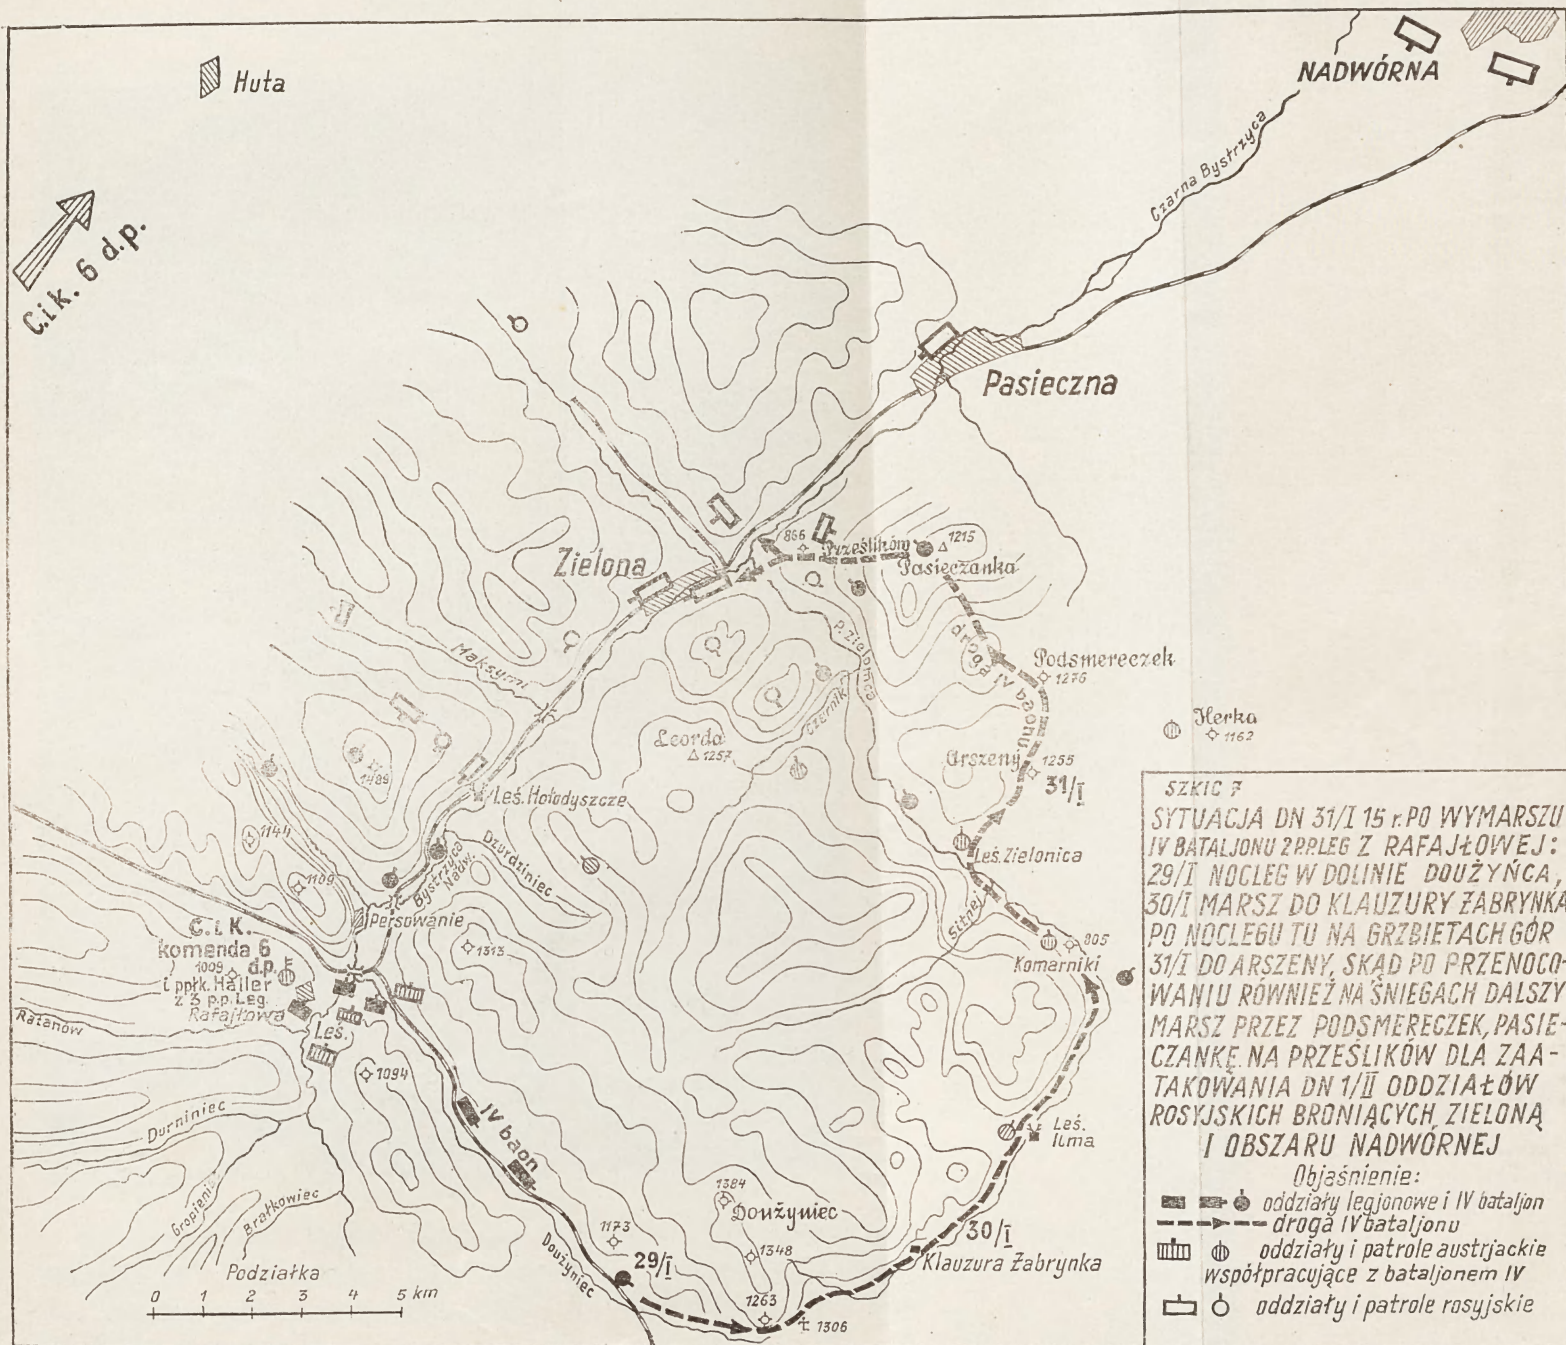 Huta
NADWÓRNA
Czarna Bystrzyca
C.i k. 6 d.p.
Pasieczna
Zielona
866
Prześlików
1215
Pasieczanka
P. Zielonica
droga IV baonu
Podsmereczek
1276
Maksymi
Czernik
Leorda
1257
Herka
1162
Arszeny
1255
31/I
1489
Leś. Hołodyszcze
1144
Bystrzyca
Nadw.
Dzurdziniec
Leś. Zielonica
1109
Persowanie
Sitnej
805
Komarniki
C. i K.
komenda 6
1009 d.p.
i ppłk. Haller
z 3 p.p. Leg.
Rafajłowa
1313
Ratanów
Leś.
1094
Durniniec
IV baon
Leś.
Ilma
1384
Doużyniec
Gropieniec
Bratkowiec
1173
1348
30/I
Klauzura Żabrynka
Doużyniec
29/I
1263
1306
Podziałka
0 1 2 3 4 5 km
SZKIC 7
SYTUACJA DN 31/I 15 r. PO WYMARSZU
IV BATALJONU 2 P.P.LEG Z RAFAJŁOWEJ:
29/I NOCLEG W DOLINIE DOUŻYŃCA,
30/I MARSZ DO KLAUZURY ŻABRYNKA
PO NOCLEGU TU NA GRZBIETACH GÓR
31/I DO ARSZENY, SKĄD PO PRZENOCO-
WANIU RÓWNIEŻ NA ŚNIEGACH DALSZY
MARSZ PRZEZ PODSMERECZEK, PASIE-
CZANKĘ NA PRZEŚLIKÓW DLA ZAA-
TAKOWANIA DN 1/II ODDZIAŁÓW
ROSYJSKICH BRONIĄCYCH ZIELONĄ
I OBSZARU NADWÓRNEJ
Objaśnienie:
oddziały legjonowe i IV bataljon
droga IV bataljonu
oddziały i patrole austrjackie
współpracujące z bataljonem IV
oddziały i patrole rosyjskie